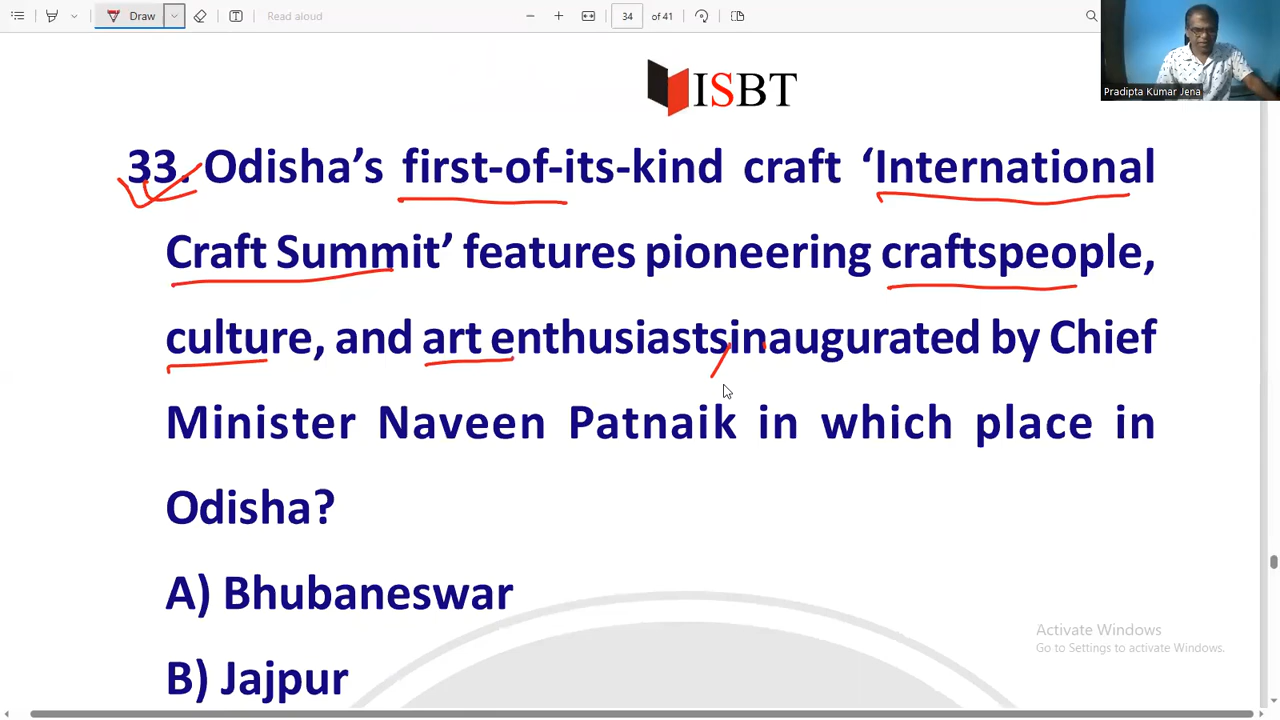 Draw
Read aloud
34 of 41
Pradipta Kumar Jena
ISBT
33. Odisha’s first-of-its-kind craft ‘International
Craft Summit’ features pioneering craftspeople,
culture, and art enthusiastsinaugurated by Chief
Minister Naveen Patnaik in which place in
Odisha?
A) Bhubaneswar
B) Jajpur
Activate Windows
Go to Settings to activate Windows.